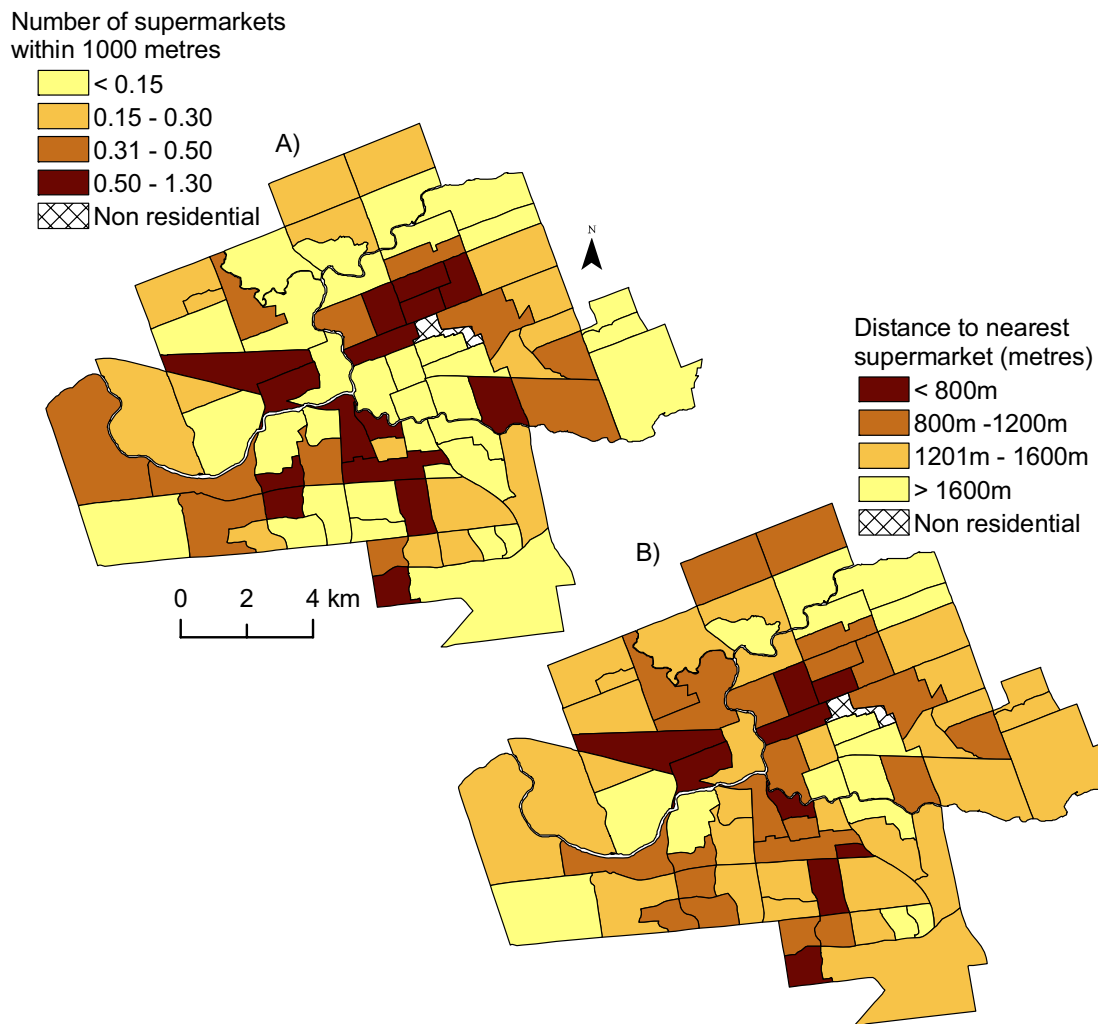 Number of supermarkets
within 1000 metres
< 0.15
0.15 - 0.30
0.31 - 0.50
0.50 - 1.30
Non residential
A)
N
Distance to nearest
supermarket (metres)
< 800m
800m -1200m
1201m - 1600m
> 1600m
Non residential
B)
0 2 4 km